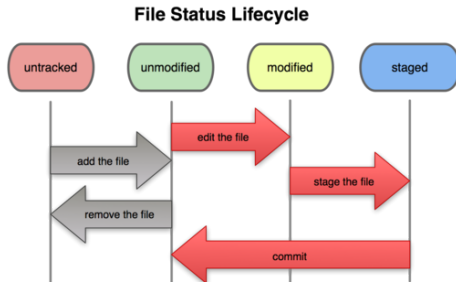 File Status Lifecycle
untracked
unmodified
modified
staged
edit the file
add the file
stage the file
remove the file
commit